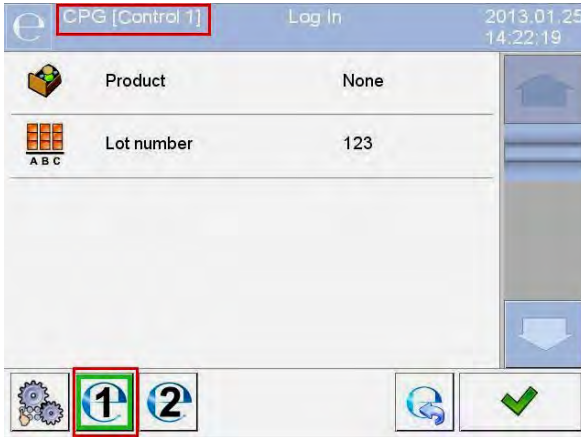 e CPG [Control 1] Log In 2013.01.25
14:22:19
Product None
A B C Lot number 123
1 2